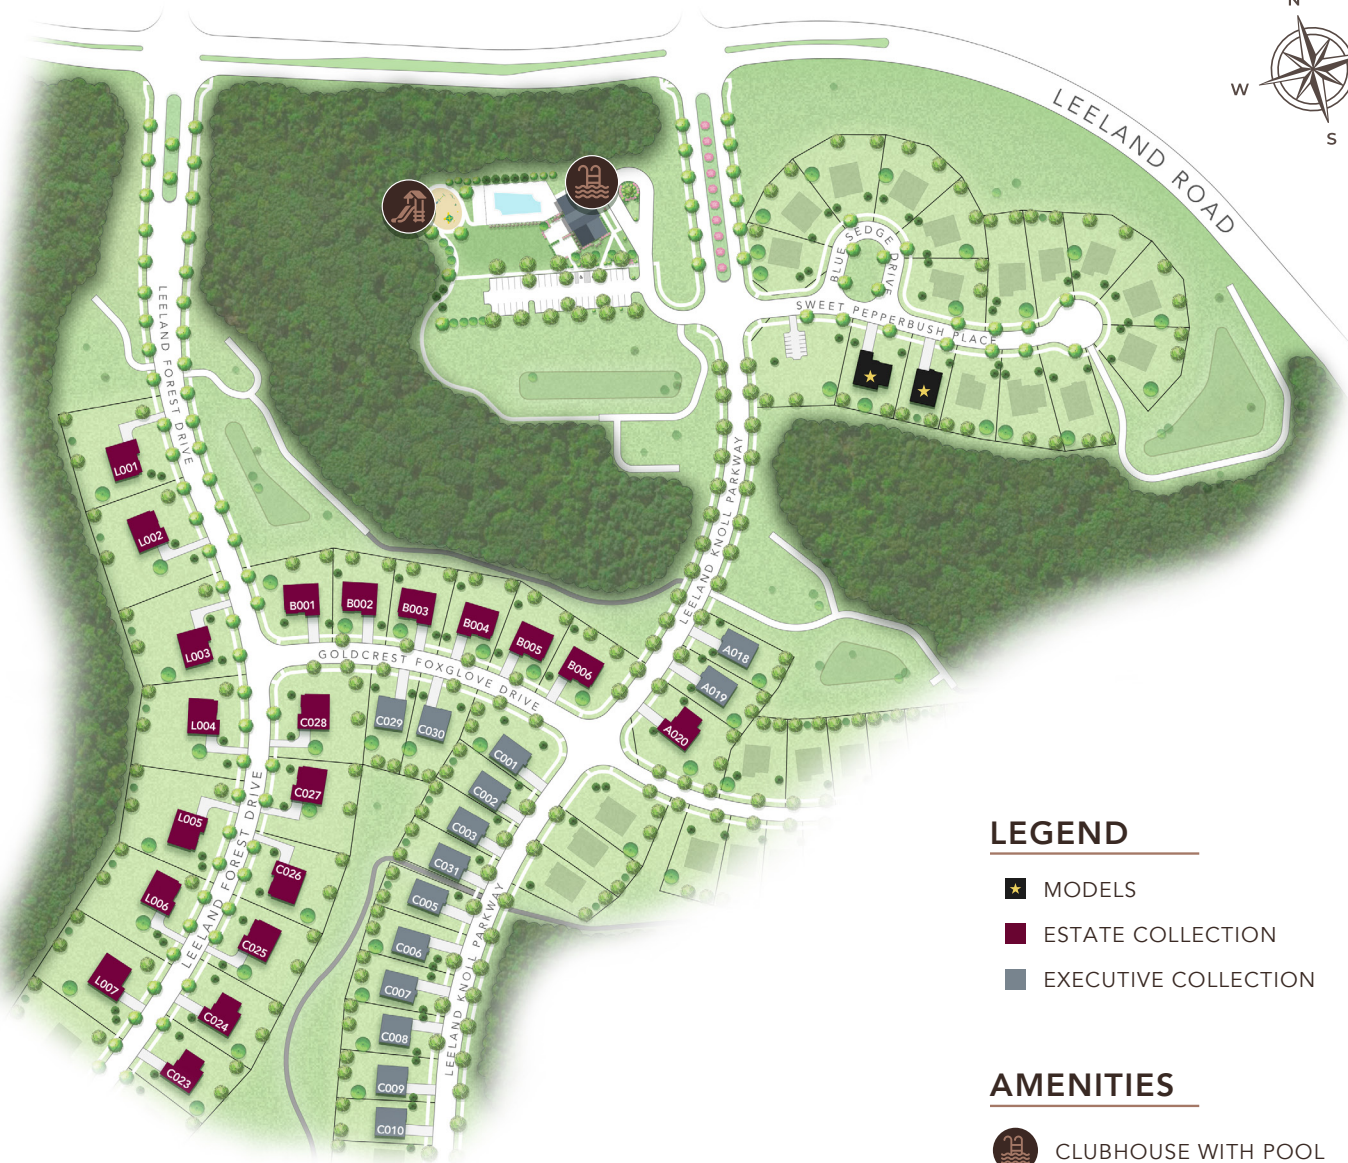 N
W
S
LEELAND ROAD
BLUE SEDGE DRIVE
SWEET PEPPERBUSH PLACE
LEELAND FOREST DRIVE
LEELAND KNOLL PARKWAY
L001
L002
B001
B002
B003
B004
B005
B006
L003
GOLDCREST FOXGLOVE DRIVE
A018
A019
A020
L004
C028
C029
C030
C001
C027
C002
L005
C003
LEELAND FOREST DRIVE
C031
C026
L006
C005
LEELAND KNOLL PARKWAY
C025
C006
L007
C007
C024
C008
C023
C009
C010
LEGEND
MODELS
ESTATE COLLECTION
EXECUTIVE COLLECTION
AMENITIES
CLUBHOUSE WITH POOL